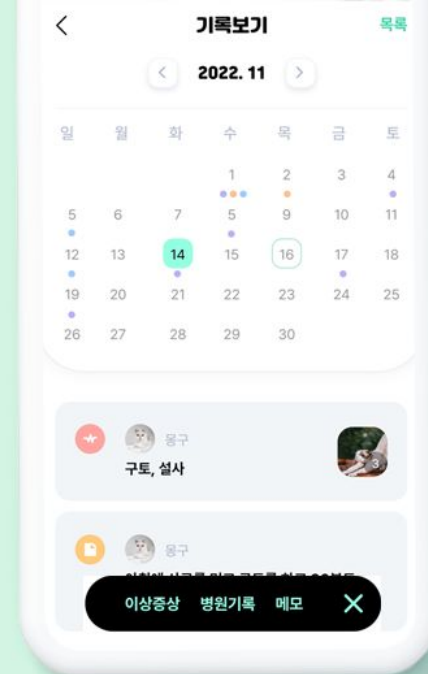 기록보기 목록
2022. 11
일 월 화 수 목 금 토
1 2 3 4
5 6 7 5 9 10 11
12 13 14 15 16 17 18
19 20 21 22 23 24 25
26 27 28 29 30
몽구
구토, 설사
3
몽구
이상증상 병원기록 메모